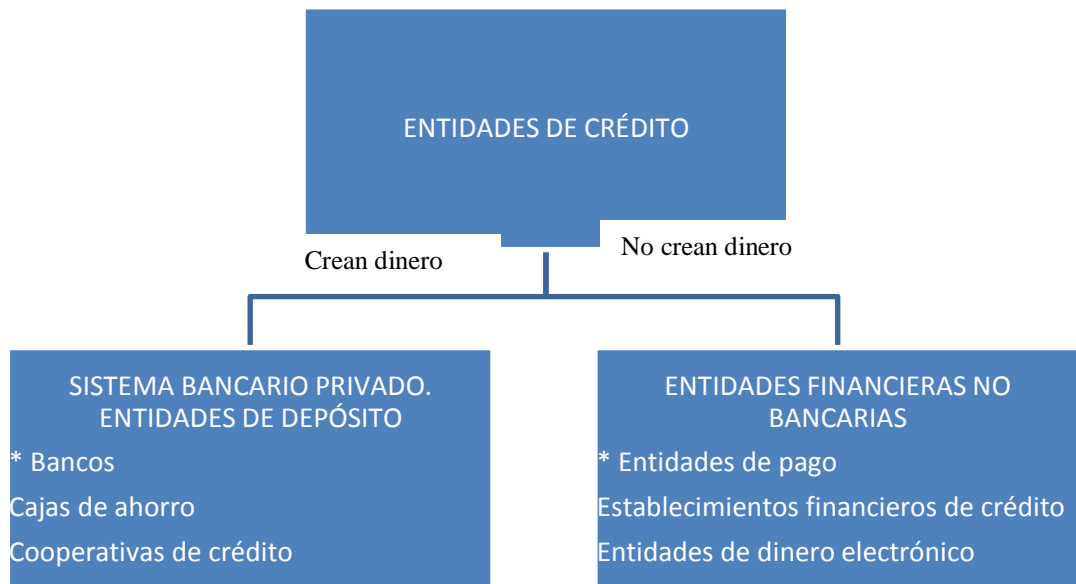 ENTIDADES DE CRÉDITO
Crean dinero
No crean dinero
SISTEMA BANCARIO PRIVADO.
ENTIDADES DE DEPÓSITO
* Bancos
Cajas de ahorro
Cooperativas de crédito
ENTIDADES FINANCIERAS NO
BANCARIAS
* Entidades de pago
Establecimientos financieros de crédito
Entidades de dinero electrónico